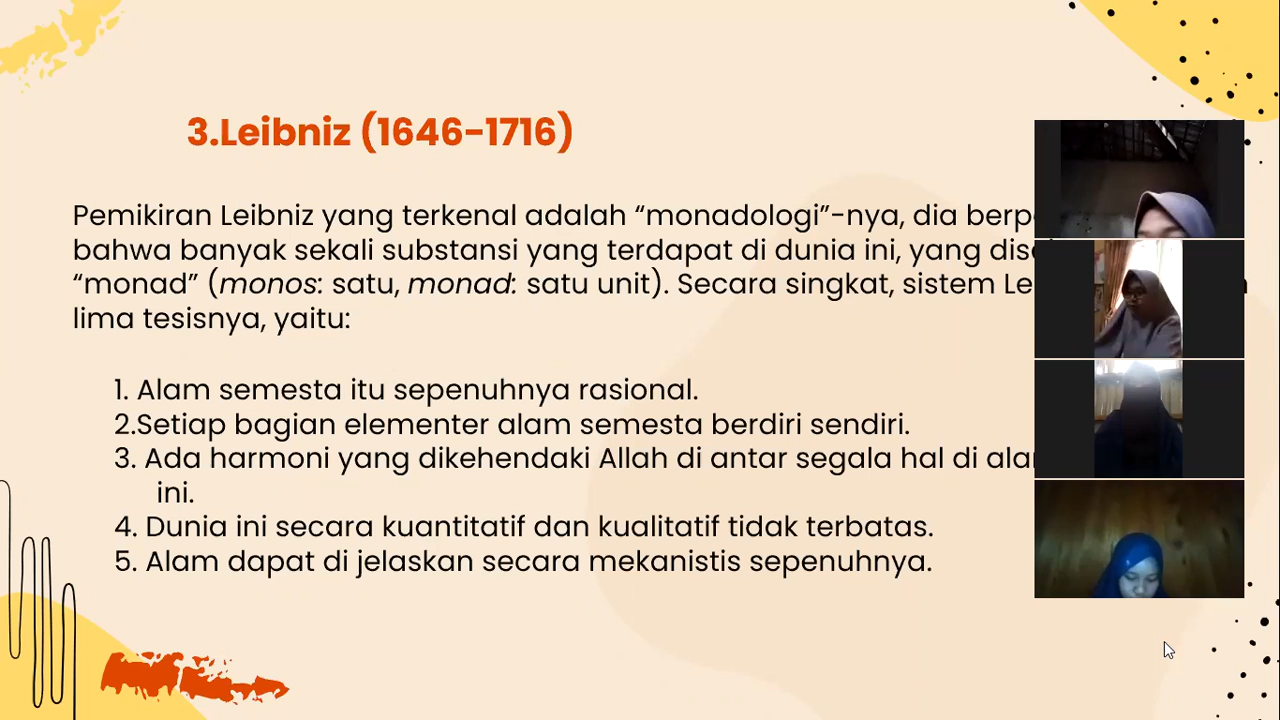 3.Leibniz (1646-1716)
Pemikiran Leibniz yang terkenal adalah “monadologi”-nya, dia
bahwa banyak sekali substansi yang terdapat di dunia ini, yang
“monad” (monos: satu, monad: satu unit). Secara singkat, sistem
lima tesisnya, yaitu:
1. Alam semesta itu sepenuhnya rasional.
2.Setiap bagian elementer alam semesta berdiri sendiri.
3. Ada harmoni yang dikehendaki Allah di antar segala hal di
ini.
4. Dunia ini secara kuantitatif dan kualitatif tidak terbatas.
5. Alam dapat di jelaskan secara mekanistis sepenuhnya.